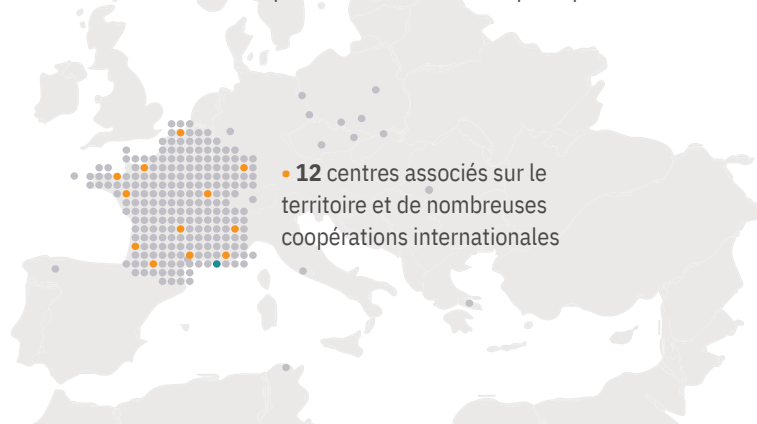 • 12 centres associés sur le
territoire et de nombreuses
coopérations internationales